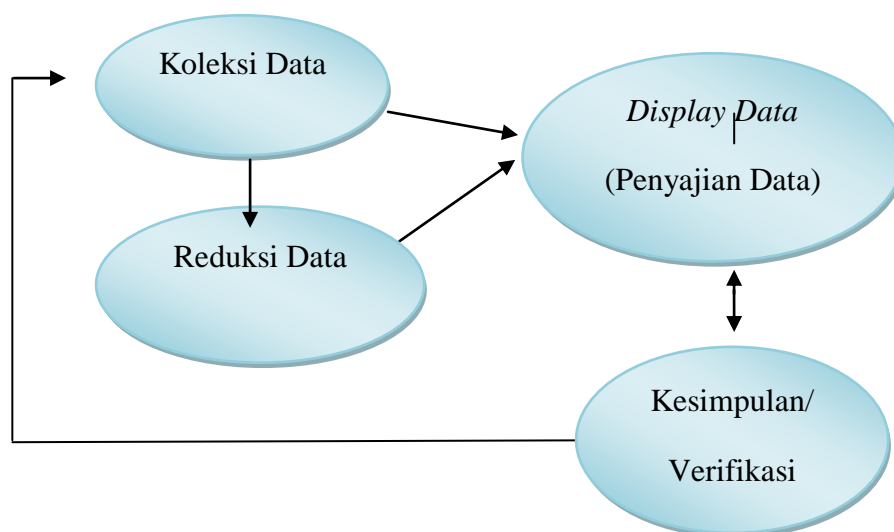 Koleksi Data
Display Data
(Penyajian Data)
Reduksi Data
Kesimpulan/
Verifikasi